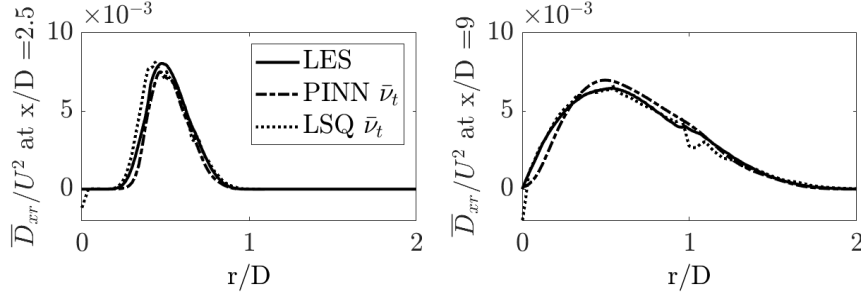 ×10⁻³
D̅ₓᵣ/U² at x/D =2.5
10
5
0
0
1
2
r/D
LES
PINN ν̄ₜ
LSQ ν̄ₜ
×10⁻³
D̅ₓᵣ/U² at x/D =9
10
5
0
0
1
2
r/D